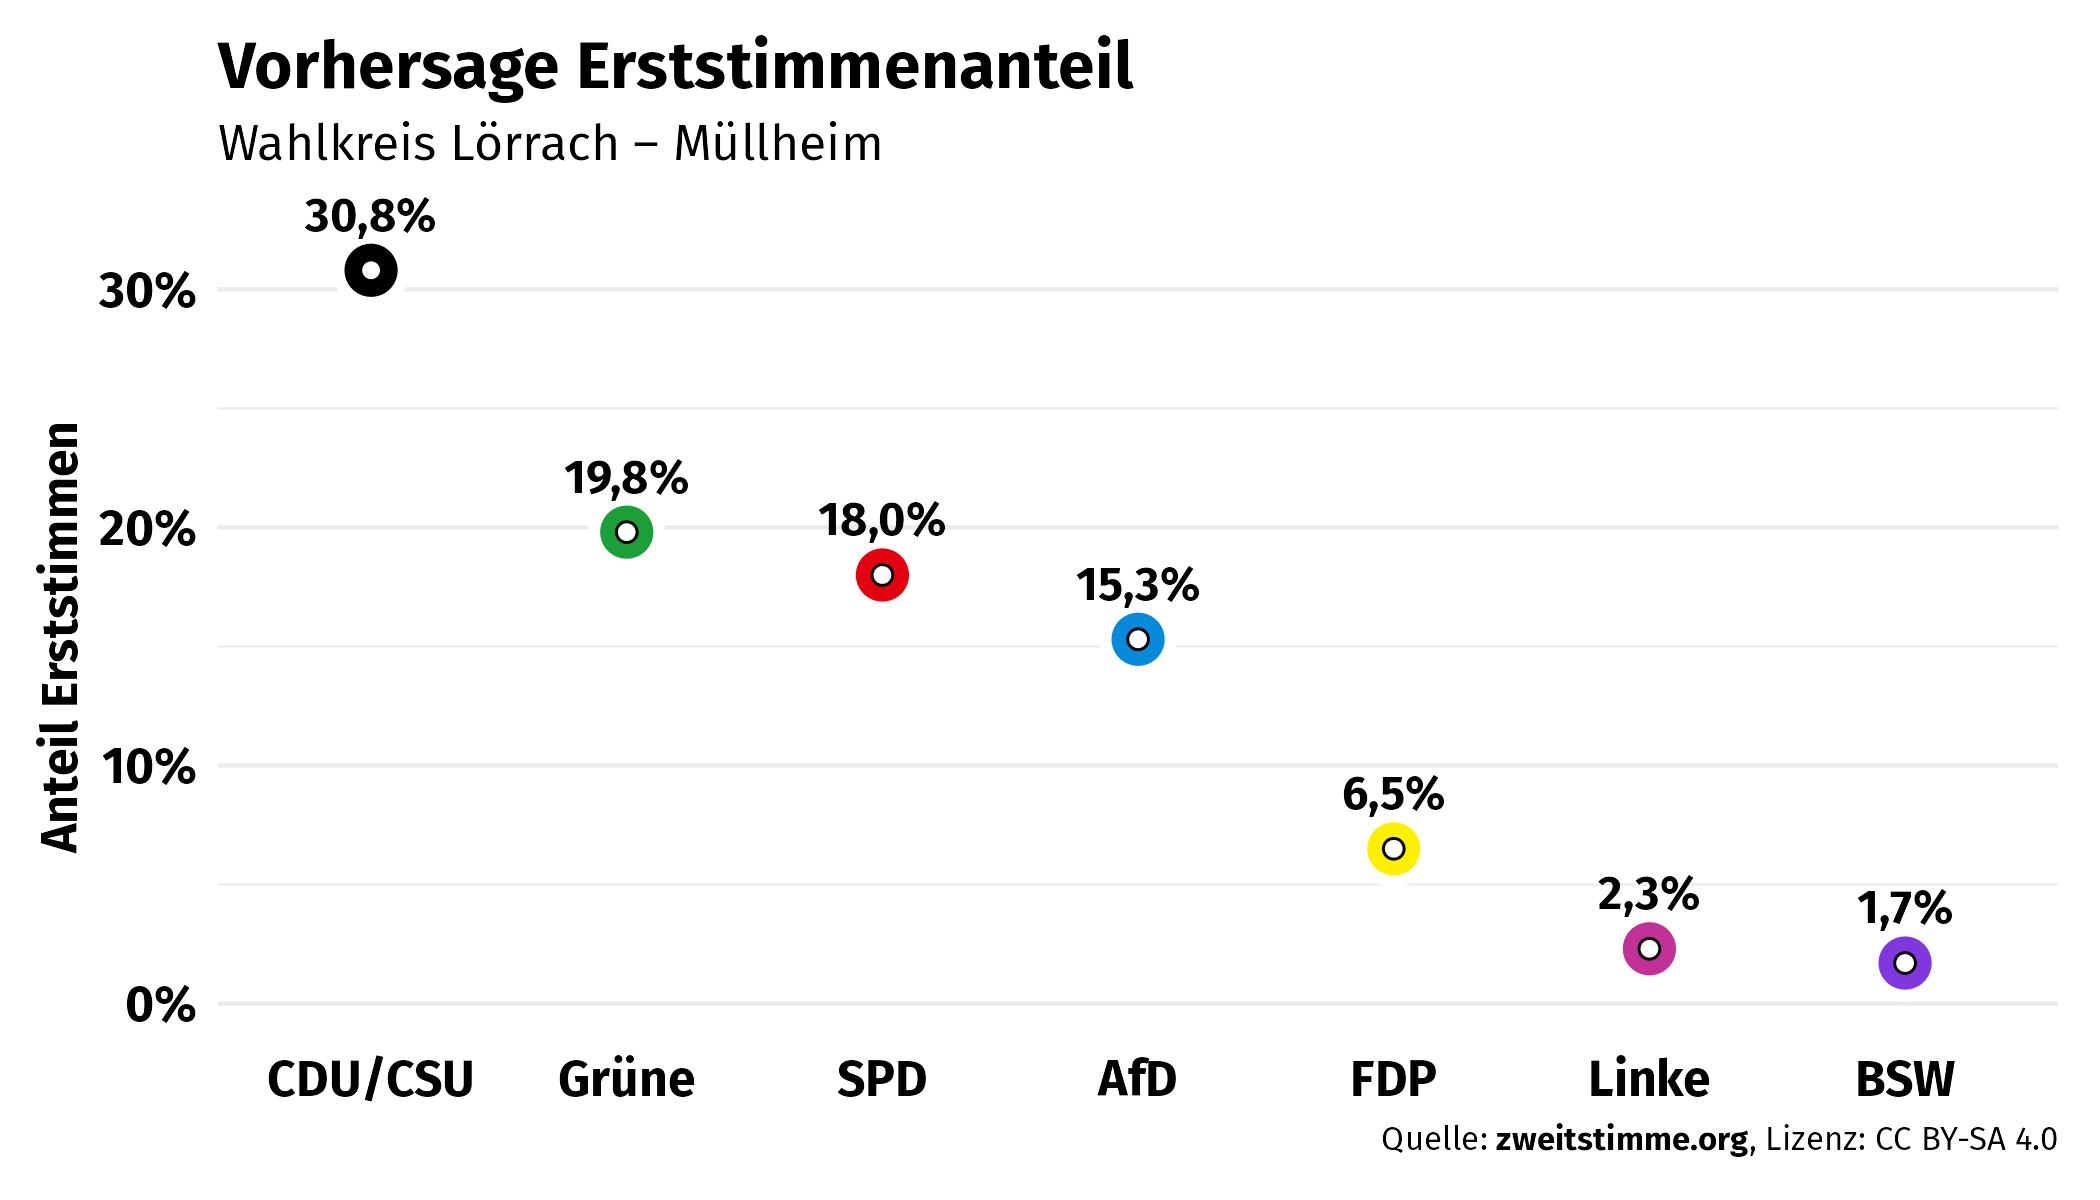 Vorhersage Erststimmenanteil
Wahlkreis Lörrach – Müllheim
Anteil Erststimmen
30%
20%
10%
0%
30,8%
19,8%
18,0%
15,3%
6,5%
2,3%
1,7%
CDU/CSU Grüne SPD AfD FDP Linke BSW
Quelle: zweitstimme.org, Lizenz: CC BY-SA 4.0